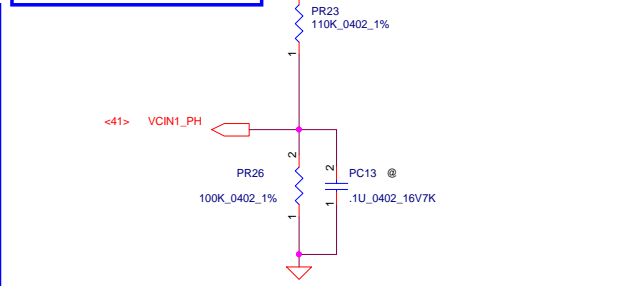 PR23
110K_0402_1%
1
<41> VCIN1_PH
2
PR26
2
PC13 @
100K_0402_1%
1
1
.1U_0402_16V7K